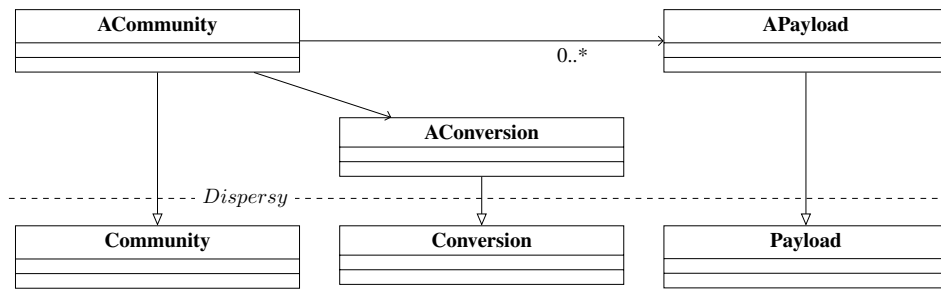 ACommunity
APayload
0..*
AConversion
Dispersy
Community
Conversion
Payload